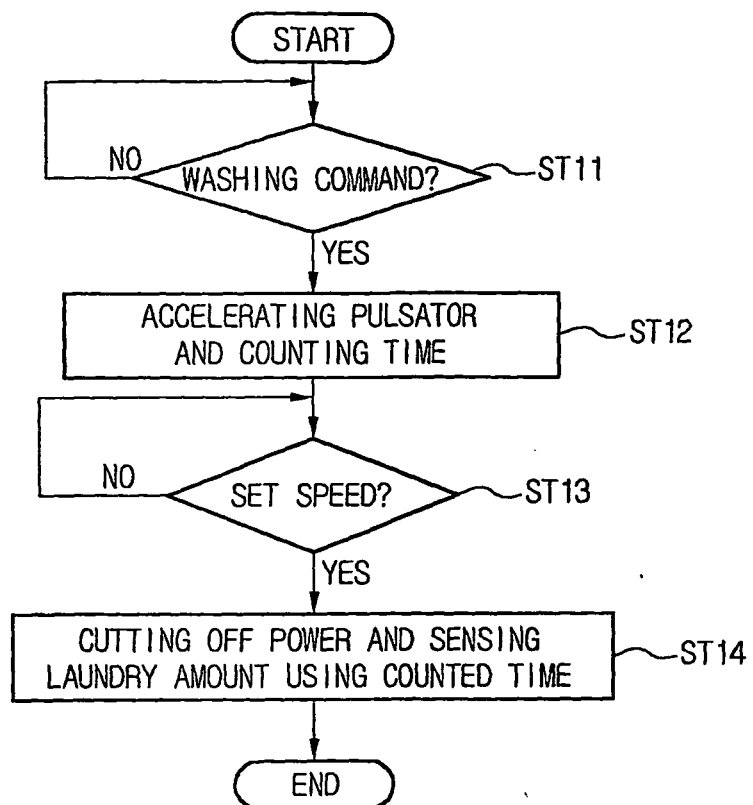 START
NO
WASHING COMMAND?
ST11
YES
ACCELERATING PULSATOR
AND COUNTING TIME
ST12
NO
SET SPEED?
ST13
YES
CUTTING OFF POWER AND SENSING
LAUNDRY AMOUNT USING COUNTED TIME
ST14
END